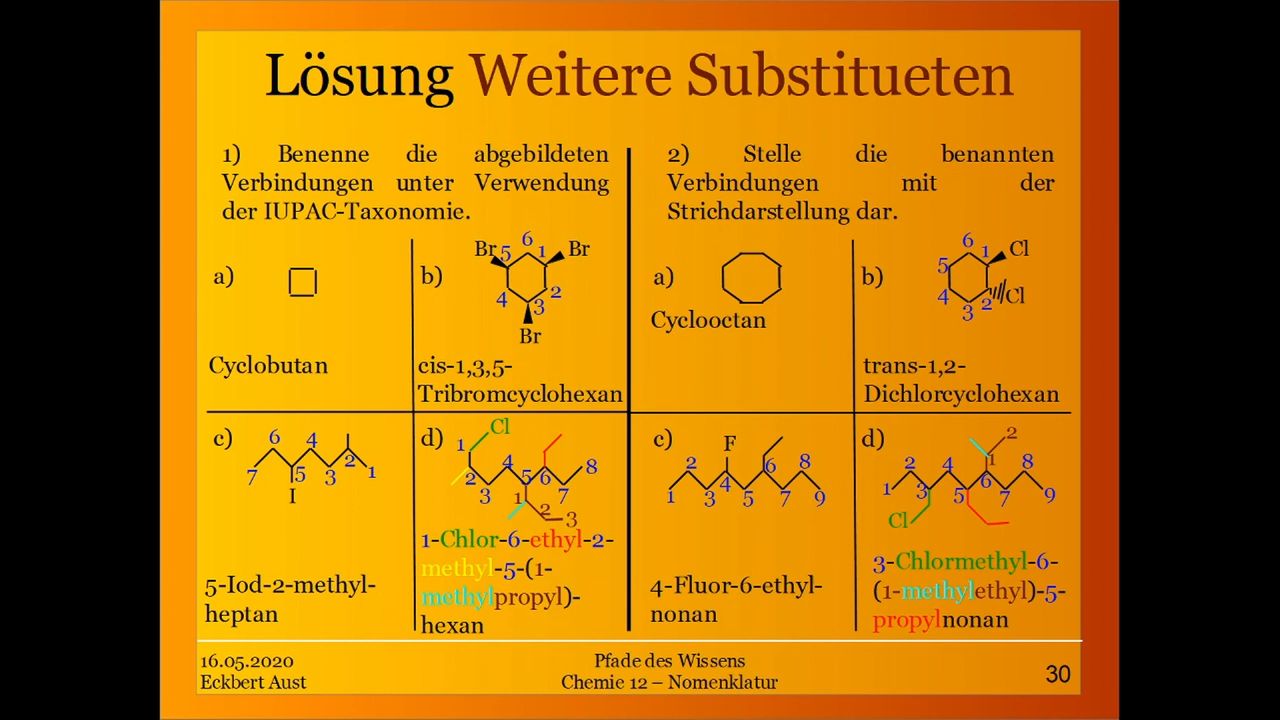 Lösung Weitere Substitueten
1) Benenne die abgebildeten
Verbindungen unter Verwendung
der IUPAC-Taxonomie.
a)
Cyclobutan
b)
Br 5 6 1 Br
4 3 2
Br
cis-1,3,5-
Tribromcyclohexan
c)
6 4
7 5 3 2 1
I
5-Iod-2-methyl-
heptan
d)
Cl
1
2 4 5 6 8
3 7
1 2 3
1-Chlor-6-ethyl-2-
methyl-5-(1-
methylpropyl)-
hexan
2) Stelle die benannten
Verbindungen mit der
Strichdarstellung dar.
a)
Cyclooctan
b)
6 1 Cl
5
4 3 2 Cl
trans-1,2-
Dichlorcyclohexan
c)
F
2 6 8
1 3 4 5 7 9
4-Fluor-6-ethyl-
nonan
d)
2
1
2 4 6 8
1 3 5 7 9
Cl
3-Chlormethyl-6-
(1-methylethyl)-5-
propylnonan
16.05.2020
Eckbert Aust
Pfade des Wissens
Chemie 12 – Nomenklatur
30